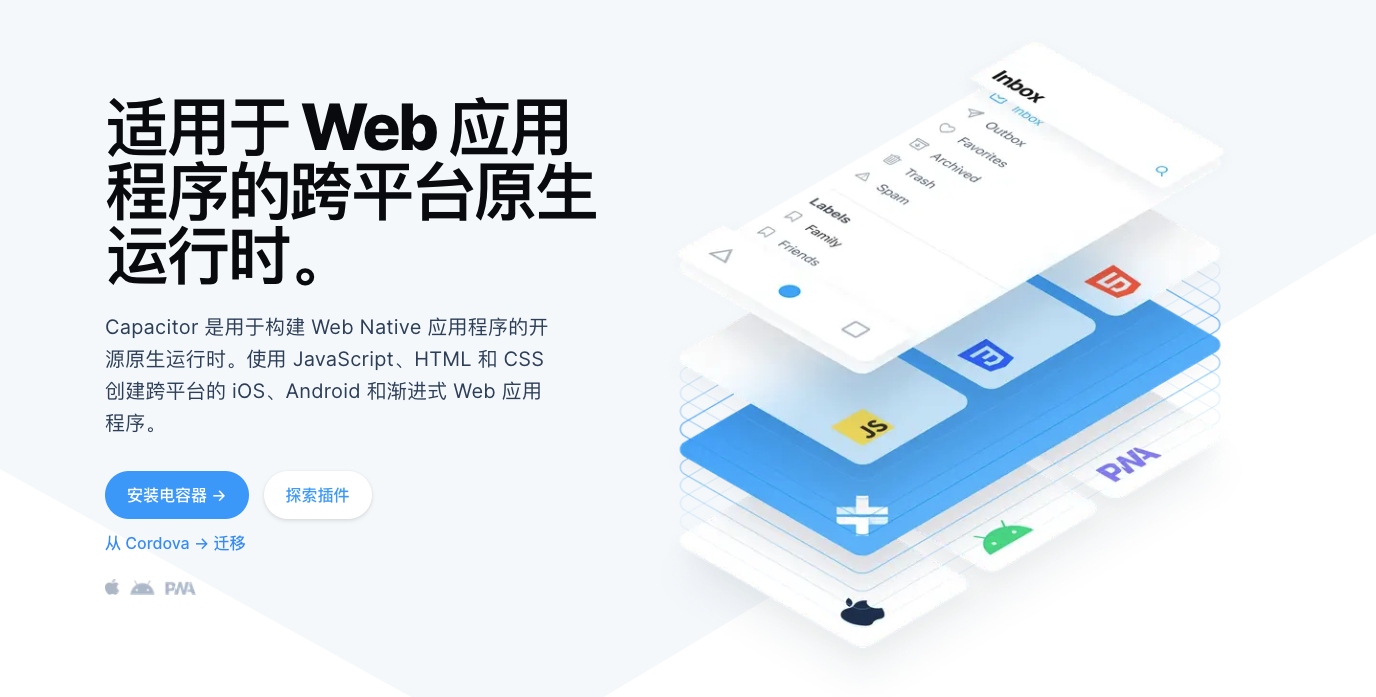 适用于 Web 应用
程序的跨平台原生
运行时。
Capacitor 是用于构建 Web Native 应用程序的开
源原生运行时。使用 JavaScript、HTML 和 CSS
创建跨平台的 iOS、Android 和渐进式 Web 应用
程序。
安装电容器 →
探索插件
从 Cordova → 迁移
PWA
Inbox
Inbox
Outbox
Favorites
Archived
Trash
Spam
Labels
Family
Friends
JS
PWA